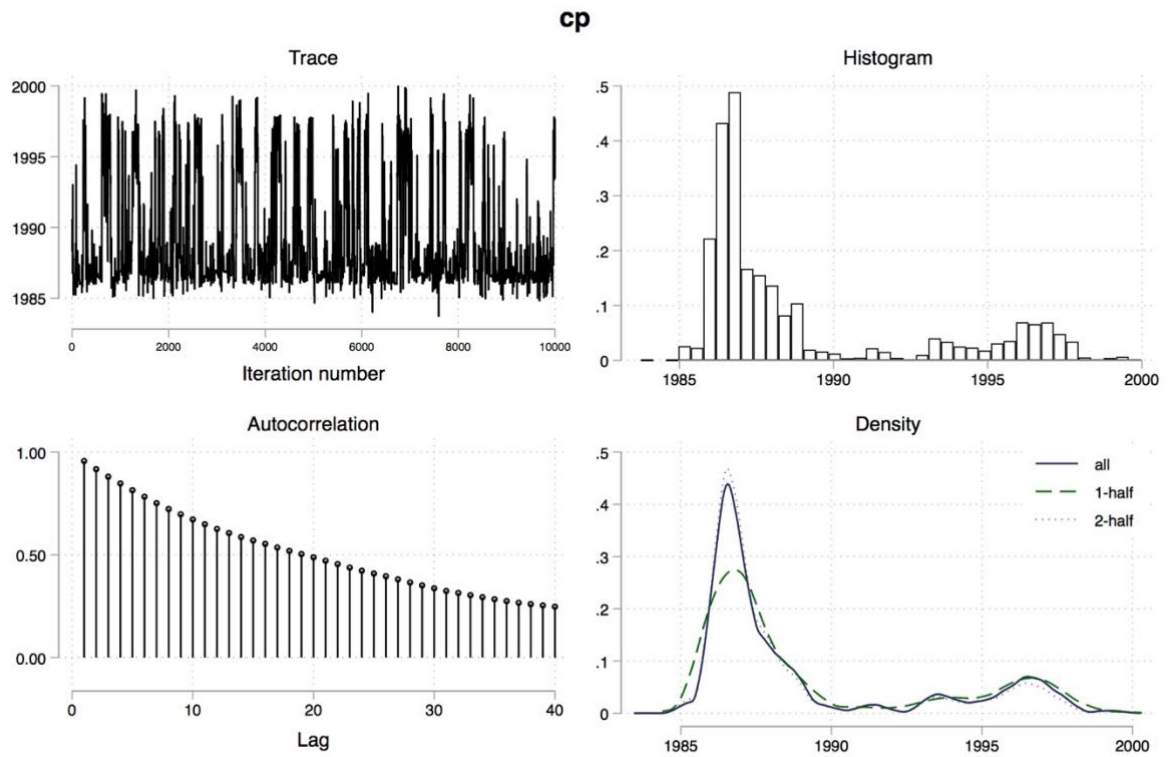 cp
Trace
2000
1995
1990
1985
0 2000 4000 6000 8000 10000
Iteration number
Histogram
.5
.4
.3
.2
.1
0
1985 1990 1995 2000
Autocorrelation
1.00
0.50
0.00
0 10 20 30 40
Lag
Density
.5
.4
.3
.2
.1
0
all
1-half
2-half
1985 1990 1995 2000